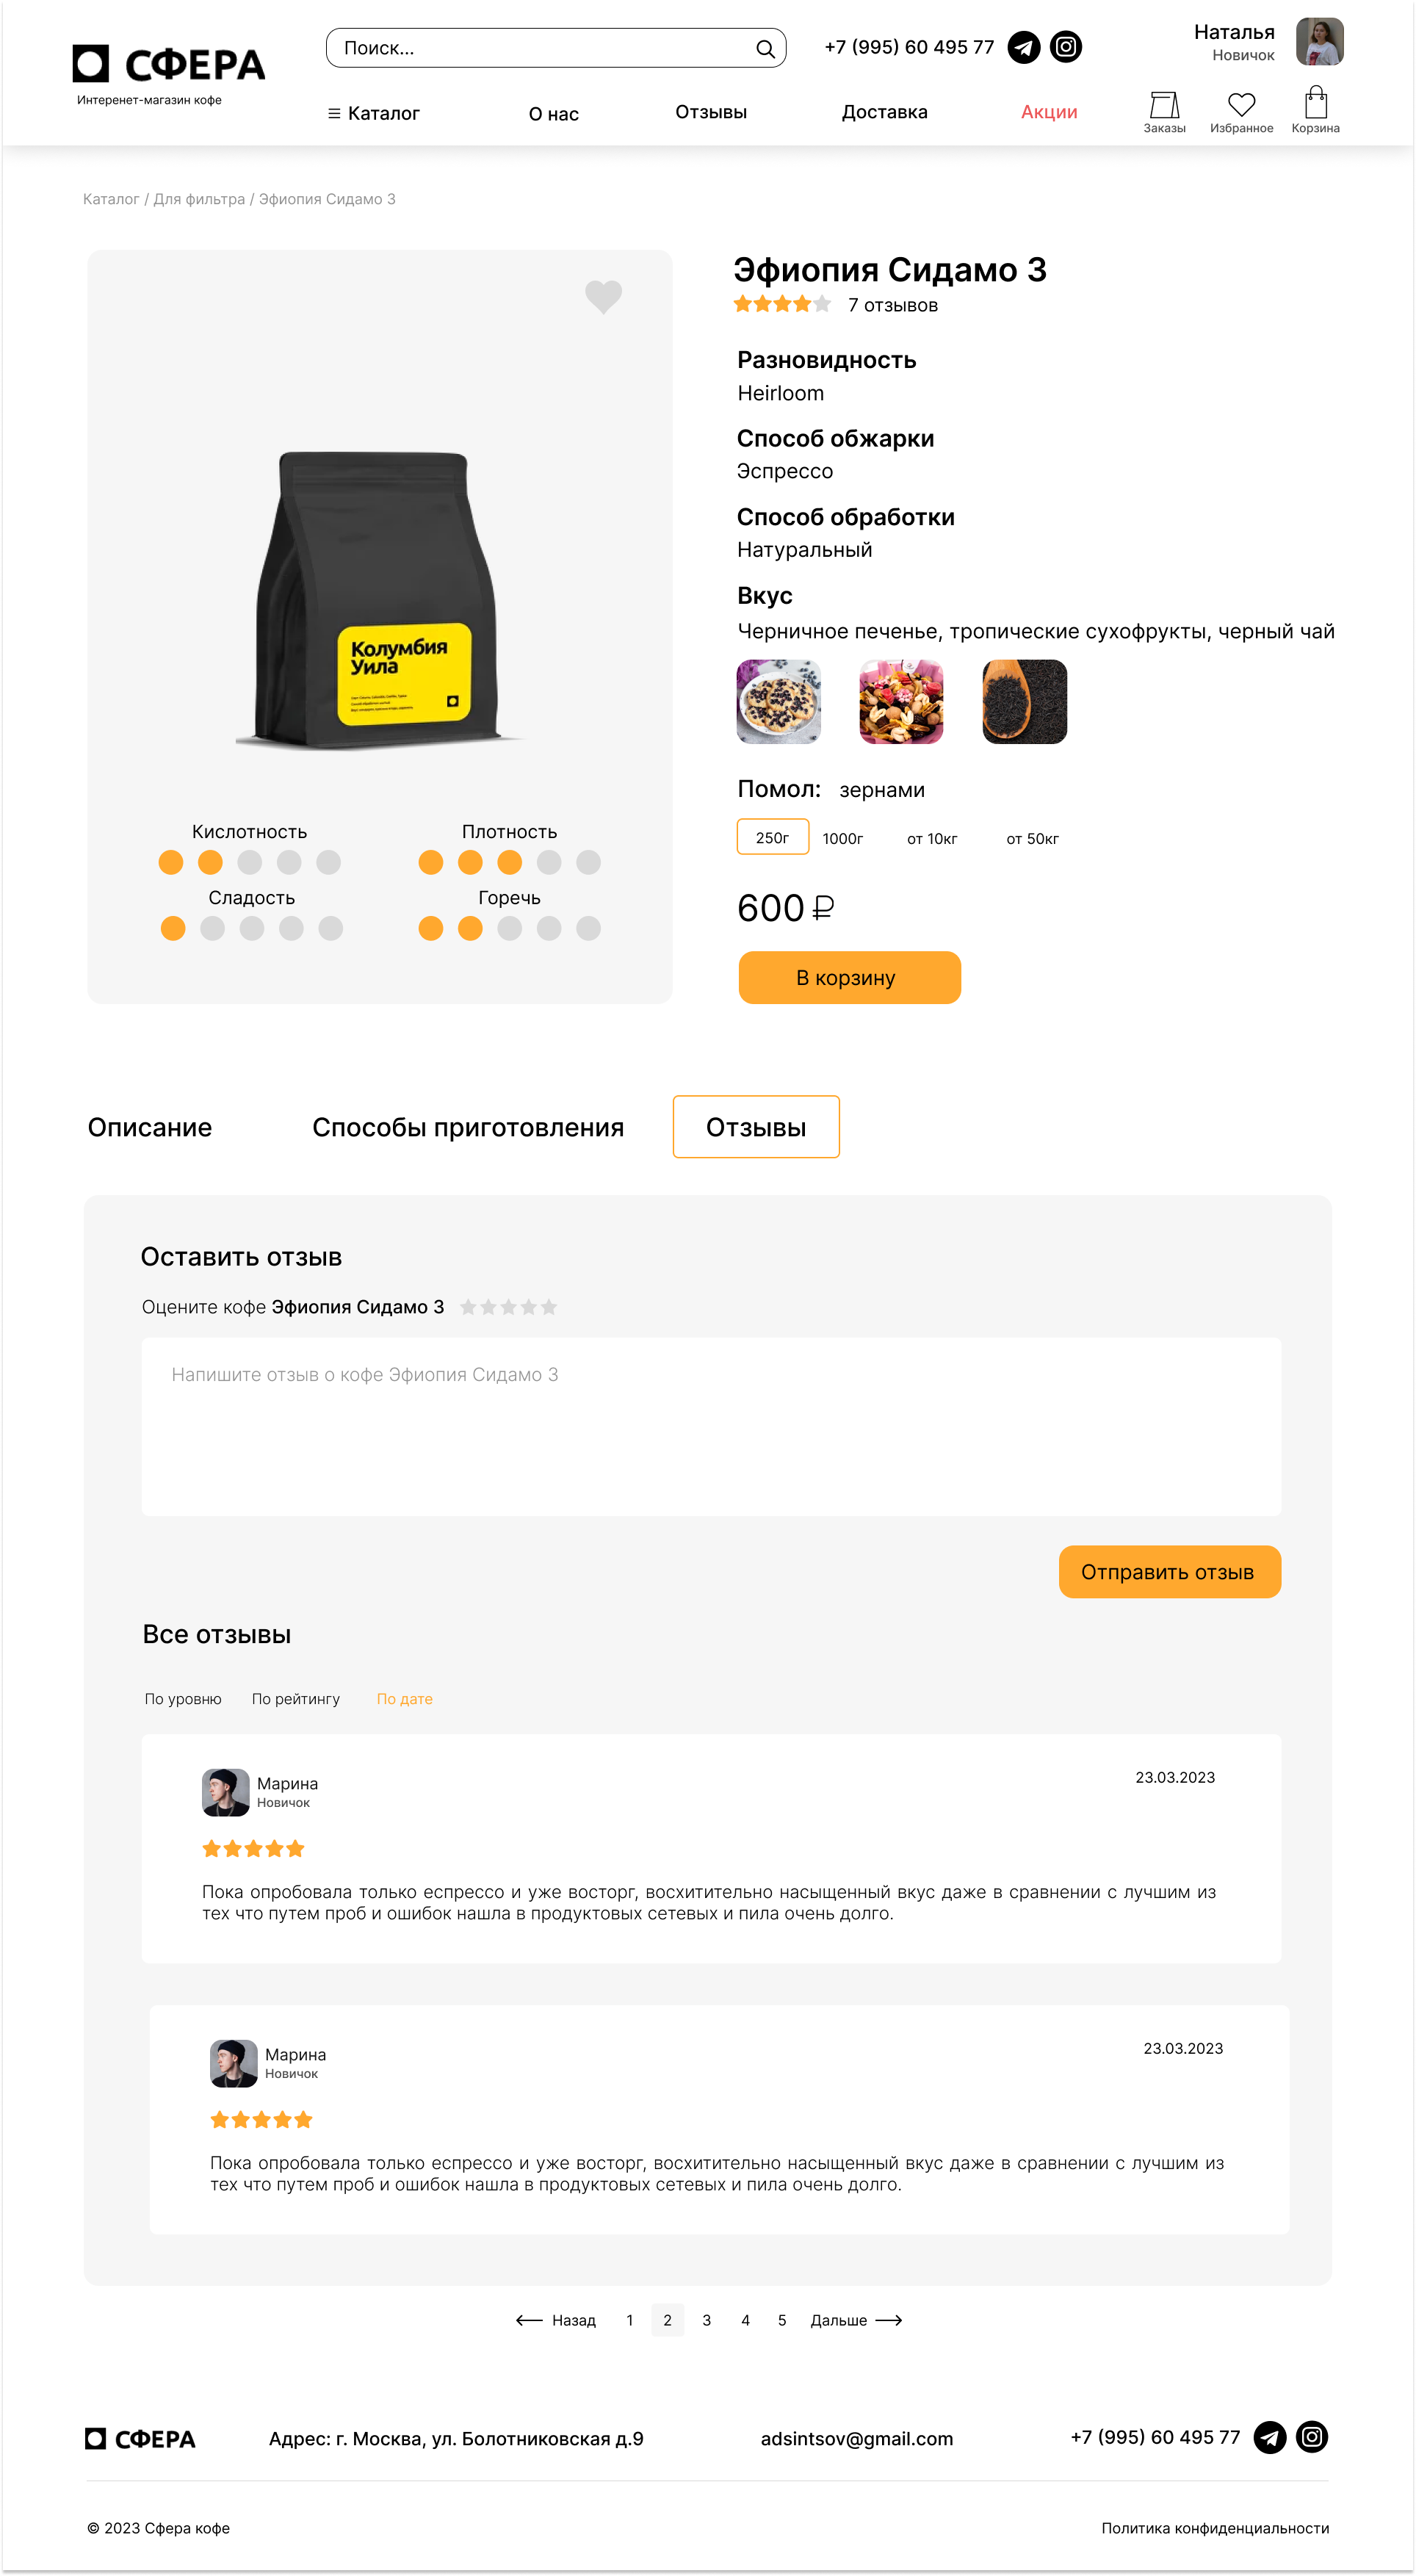 СФЕРА
Интеренет-магазин кофе
Поиск...
+7 (995) 60 495 77
Наталья
Новичок
Каталог
О нас
Отзывы
Доставка
Акции
Заказы
Избранное
Корзина
Каталог / Для фильтра / Эфиопия Сидамо 3
Колумбия
Уила
Кислотность
Плотность
Сладость
Горечь
Эфиопия Сидамо 3
7 отзывов
Разновидность
Heirloom
Способ обжарки
Эспрессо
Способ обработки
Натуральный
Вкус
Черничное печенье, тропические сухофрукты, черный чай
Помол: зернами
250г
1000г
от 10кг
от 50кг
600 ₽
В корзину
Описание
Способы приготовления
Отзывы
Оставить отзыв
Оцените кофе Эфиопия Сидамо 3
Напишите отзыв о кофе Эфиопия Сидамо 3
Отправить отзыв
Все отзывы
По уровню
По рейтингу
По дате
Марина
Новичок
23.03.2023
Пока опробовала только еспрессо и уже восторг, восхитительно насыщенный вкус даже в сравнении с лучшим из
тех что путем проб и ошибок нашла в продуктовых сетевых и пила очень долго.
Марина
Новичок
23.03.2023
Пока опробовала только еспрессо и уже восторг, восхитительно насыщенный вкус даже в сравнении с лучшим из
тех что путем проб и ошибок нашла в продуктовых сетевых и пила очень долго.
Назад 1 2 3 4 5 Дальше
СФЕРА
Адрес: г. Москва, ул. Болотниковская д.9
adsintsov@gmail.com
+7 (995) 60 495 77
© 2023 Сфера кофе
Политика конфиденциальности